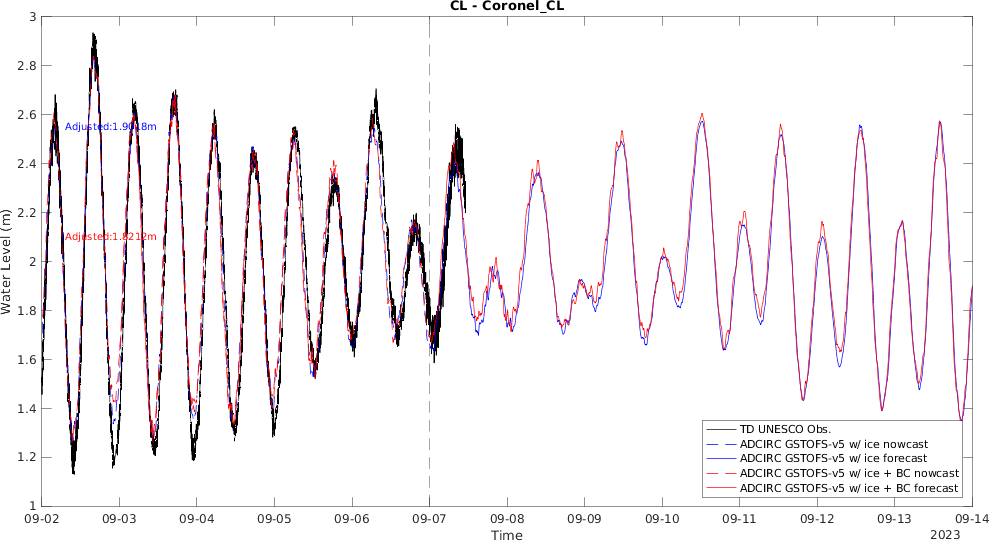 CL - Coronel_CL
3
2.8
2.6
2.4
2.2
2
1.8
1.6
1.4
1.2
1
Water Level (m)
Adjusted:1.9018m
Adjusted:1.8212m
TD UNESCO Obs.
ADCIRC GSTOFS-v5 w/ ice nowcast
ADCIRC GSTOFS-v5 w/ ice forecast
ADCIRC GSTOFS-v5 w/ ice + BC nowcast
ADCIRC GSTOFS-v5 w/ ice + BC forecast
09-02 09-03 09-04 09-05 09-06 09-07 09-08 09-09 09-10 09-11 09-12 09-13 09-14
Time
2023